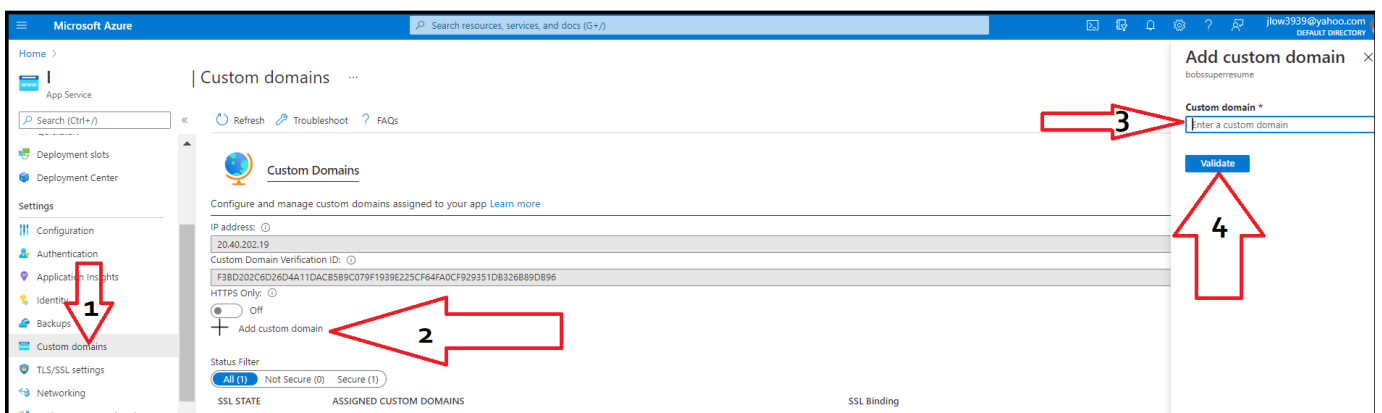 Microsoft Azure
Search resources, services, and docs (G+/)
jlow3939@yahoo.com
DEFAULT DIRECTORY
Home >
www
App Service
| Custom domains ...
Search (Ctrl+/)
«
Refresh
Troubleshoot
? FAQs
Deployment slots
Deployment Center
Settings
Configuration
Authentication
Application Insights
Identity
Backups
Custom domains
TLS/SSL settings
Networking
1
Custom Domains
Configure and manage custom domains assigned to your app Learn more
IP address:
20.40.202.19
Custom Domain Verification ID:
F3BD202C6D26D4A11DACB5B9C079F1939E225CF64FA0CF929351DB326B89DB96
HTTPS Only:
Off
Add custom domain
2
Status Filter
All (1) Not Secure (0) Secure (1)
SSL STATE ASSIGNED CUSTOM DOMAINS SSL Binding
Add custom domain
bobssuperresume
Custom domain *
Enter a custom domain
3
Validate
4